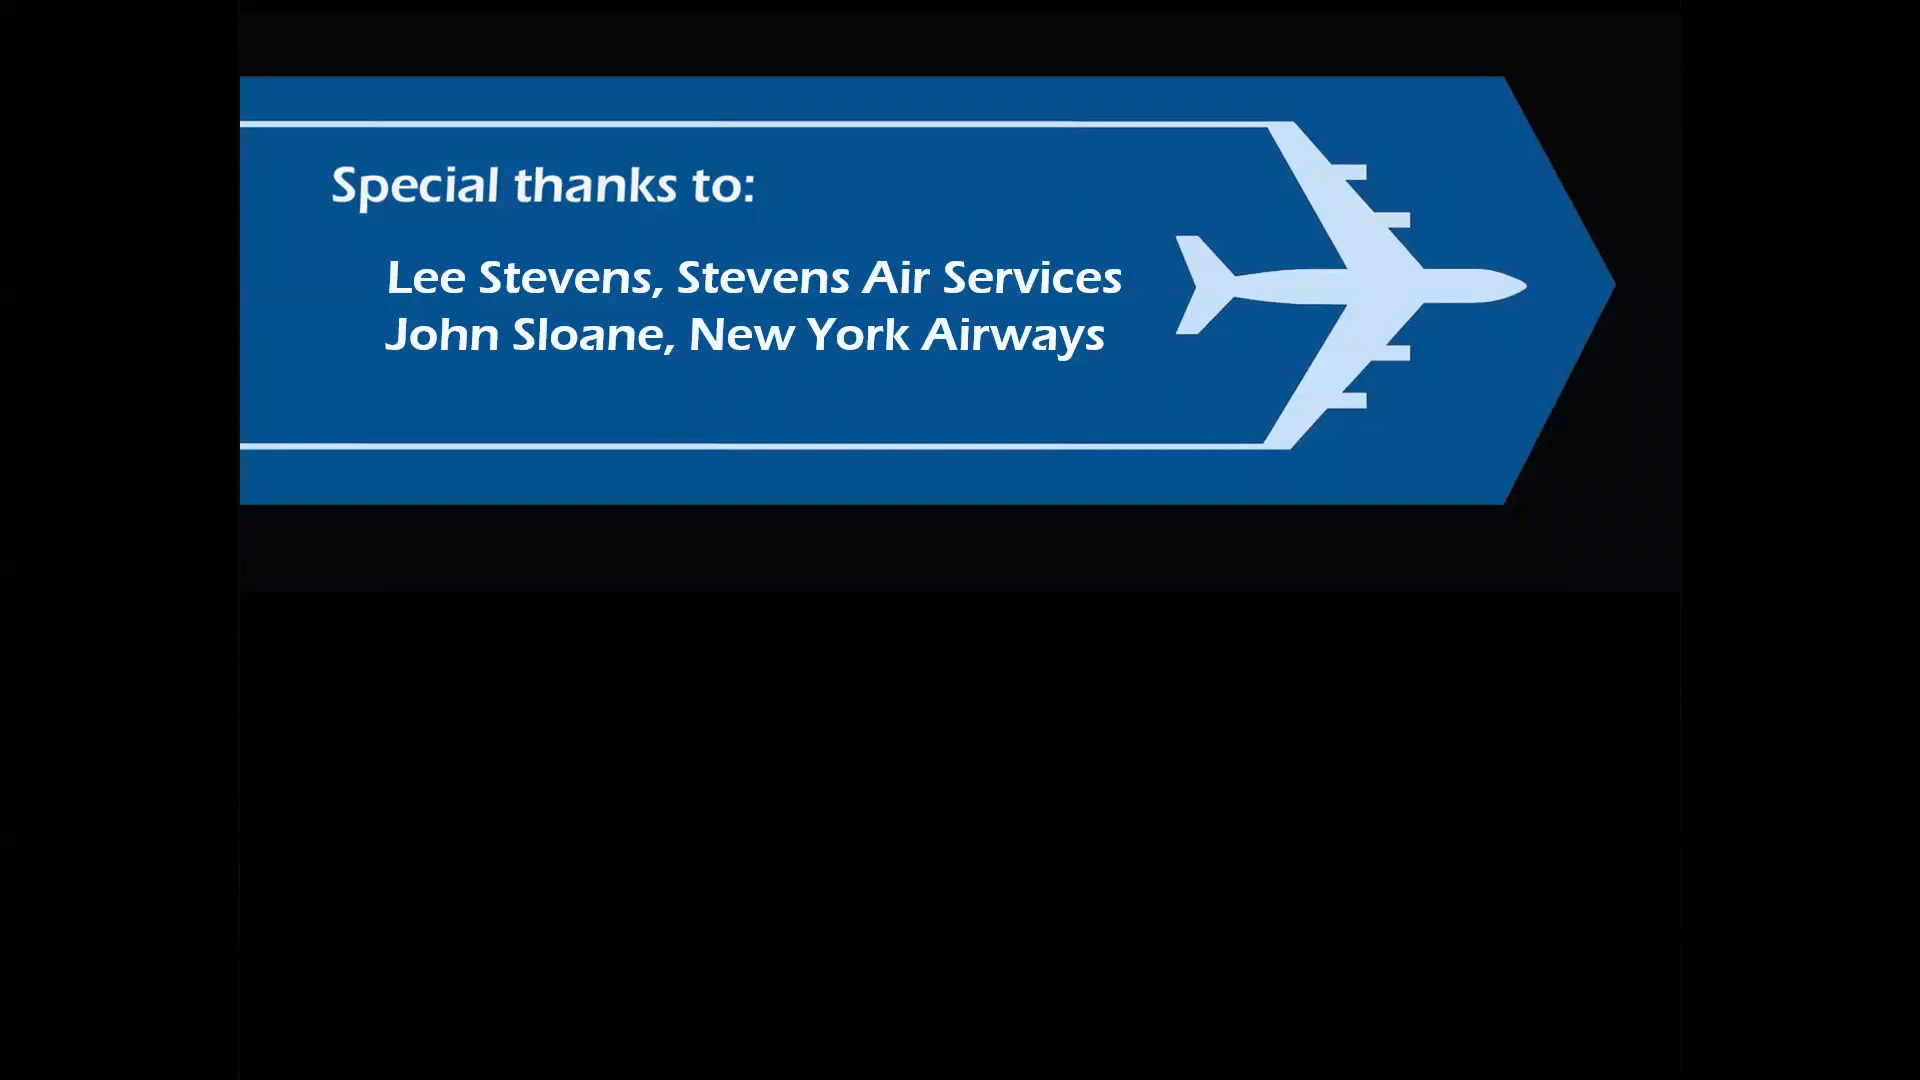 Special thanks to:
Lee Stevens, Stevens Air Services
John Sloane, New York Airways